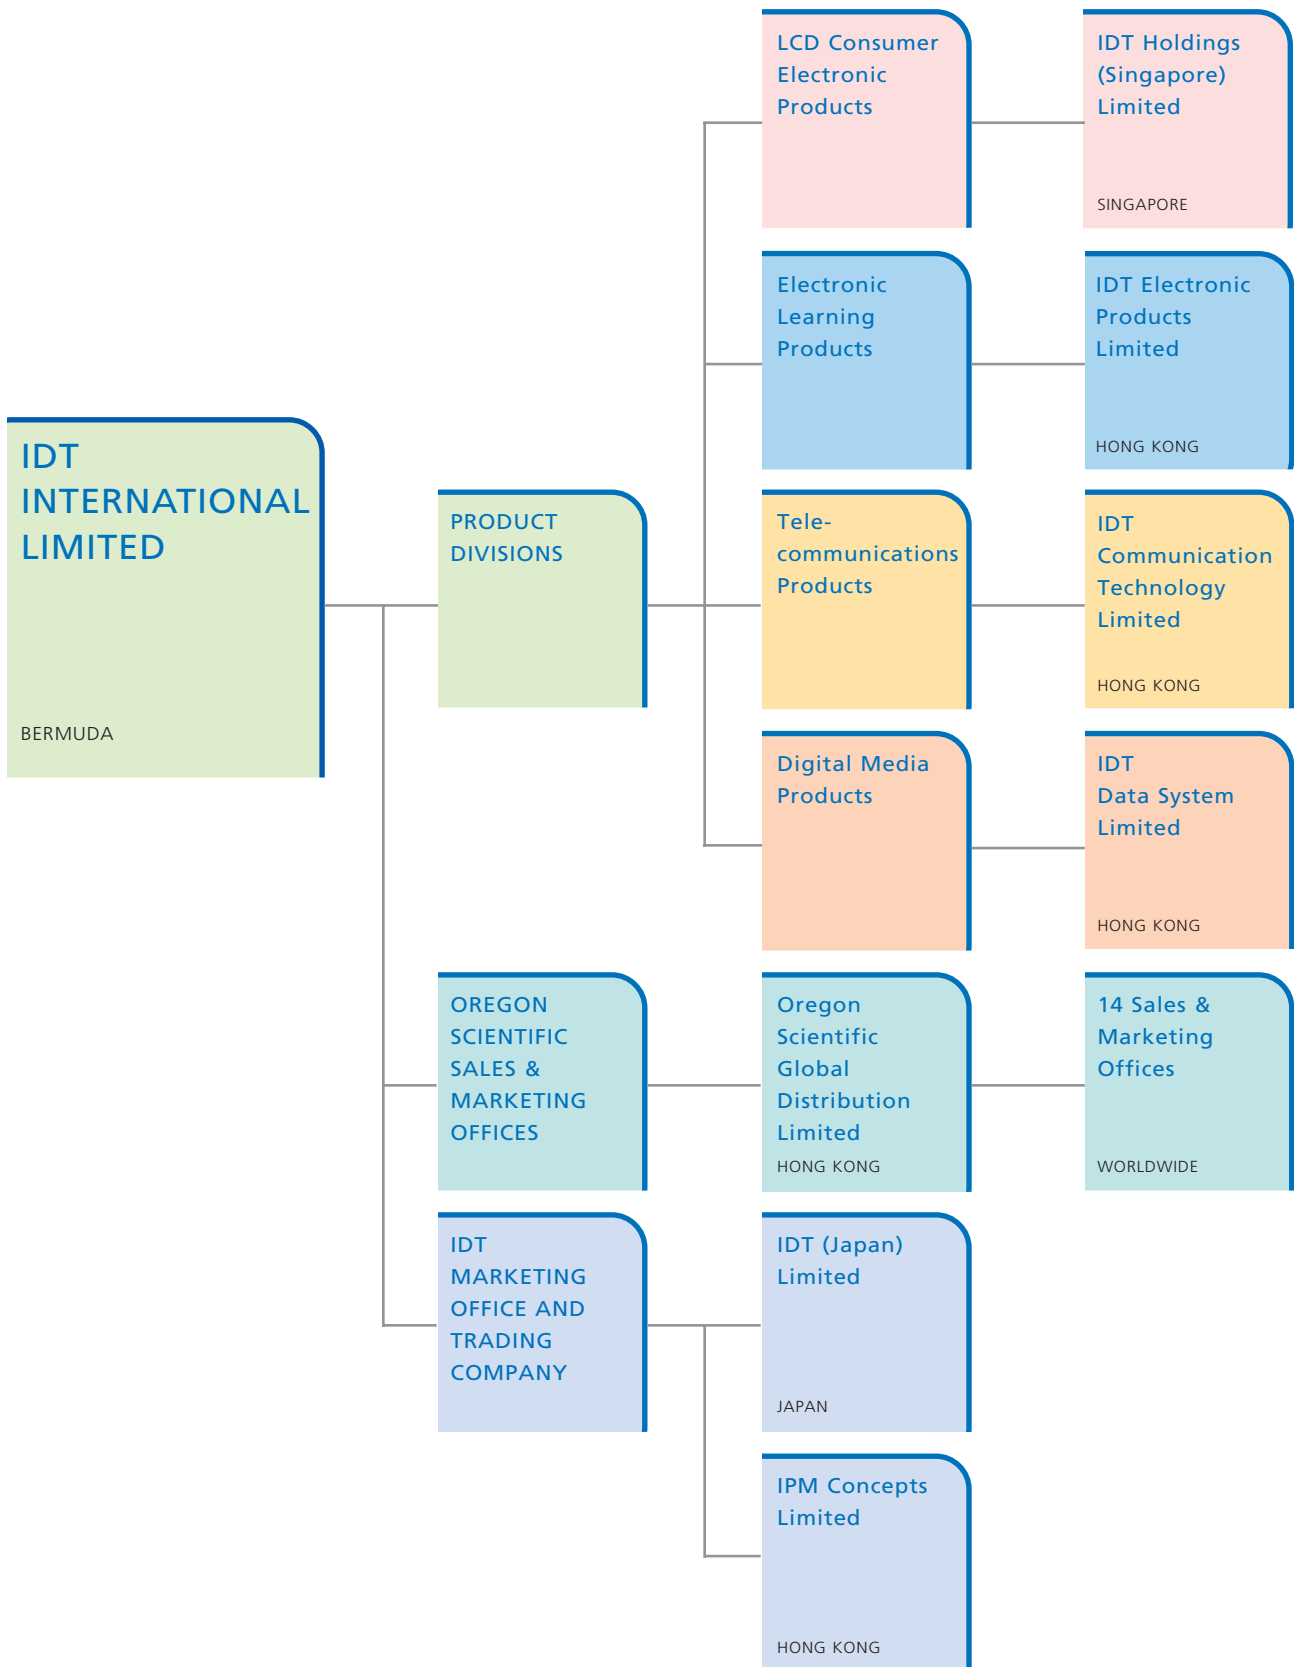 IDT
INTERNATIONAL
LIMITED
BERMUDA
PRODUCT
DIVISIONS
LCD Consumer
Electronic
Products
IDT Holdings
(Singapore)
Limited
SINGAPORE
Electronic
Learning
Products
IDT Electronic
Products
Limited
HONG KONG
Tele-
communications
Products
IDT
Communication
Technology
Limited
HONG KONG
Digital Media
Products
IDT
Data System
Limited
HONG KONG
OREGON
SCIENTIFIC
SALES &
MARKETING
OFFICES
Oregon
Scientific
Global
Distribution
Limited
HONG KONG
14 Sales &
Marketing
Offices
WORLDWIDE
IDT
MARKETING
OFFICE AND
TRADING
COMPANY
IDT (Japan)
Limited
JAPAN
IPM Concepts
Limited
HONG KONG